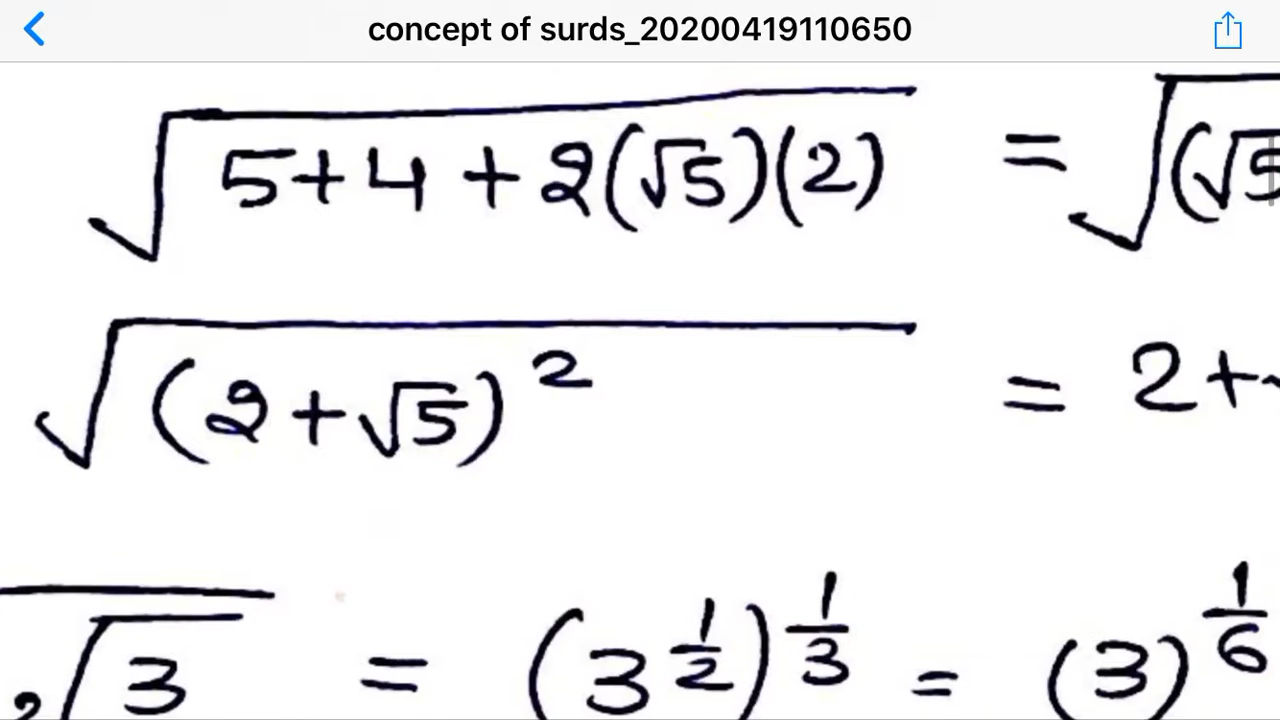 concept of surds_20200419110650
√(5+4+2(√5)(2)) = √((√5
√((2+√5)²) = 2+
²√3 = (3^(1/2))^(1/3) = (3)^(1/6)